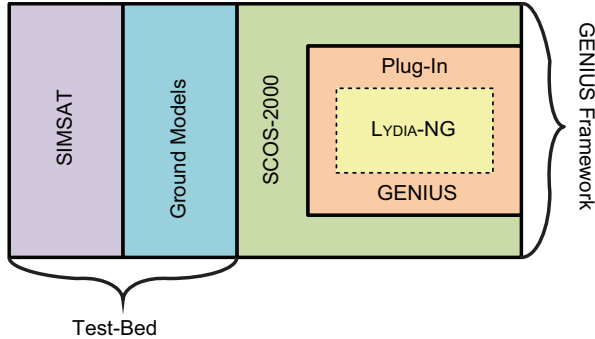 SIMSAT
Ground Models
SCOS-2000
Plug-In
LYDIA-NG
GENIUS
GENIUS Framework
Test-Bed